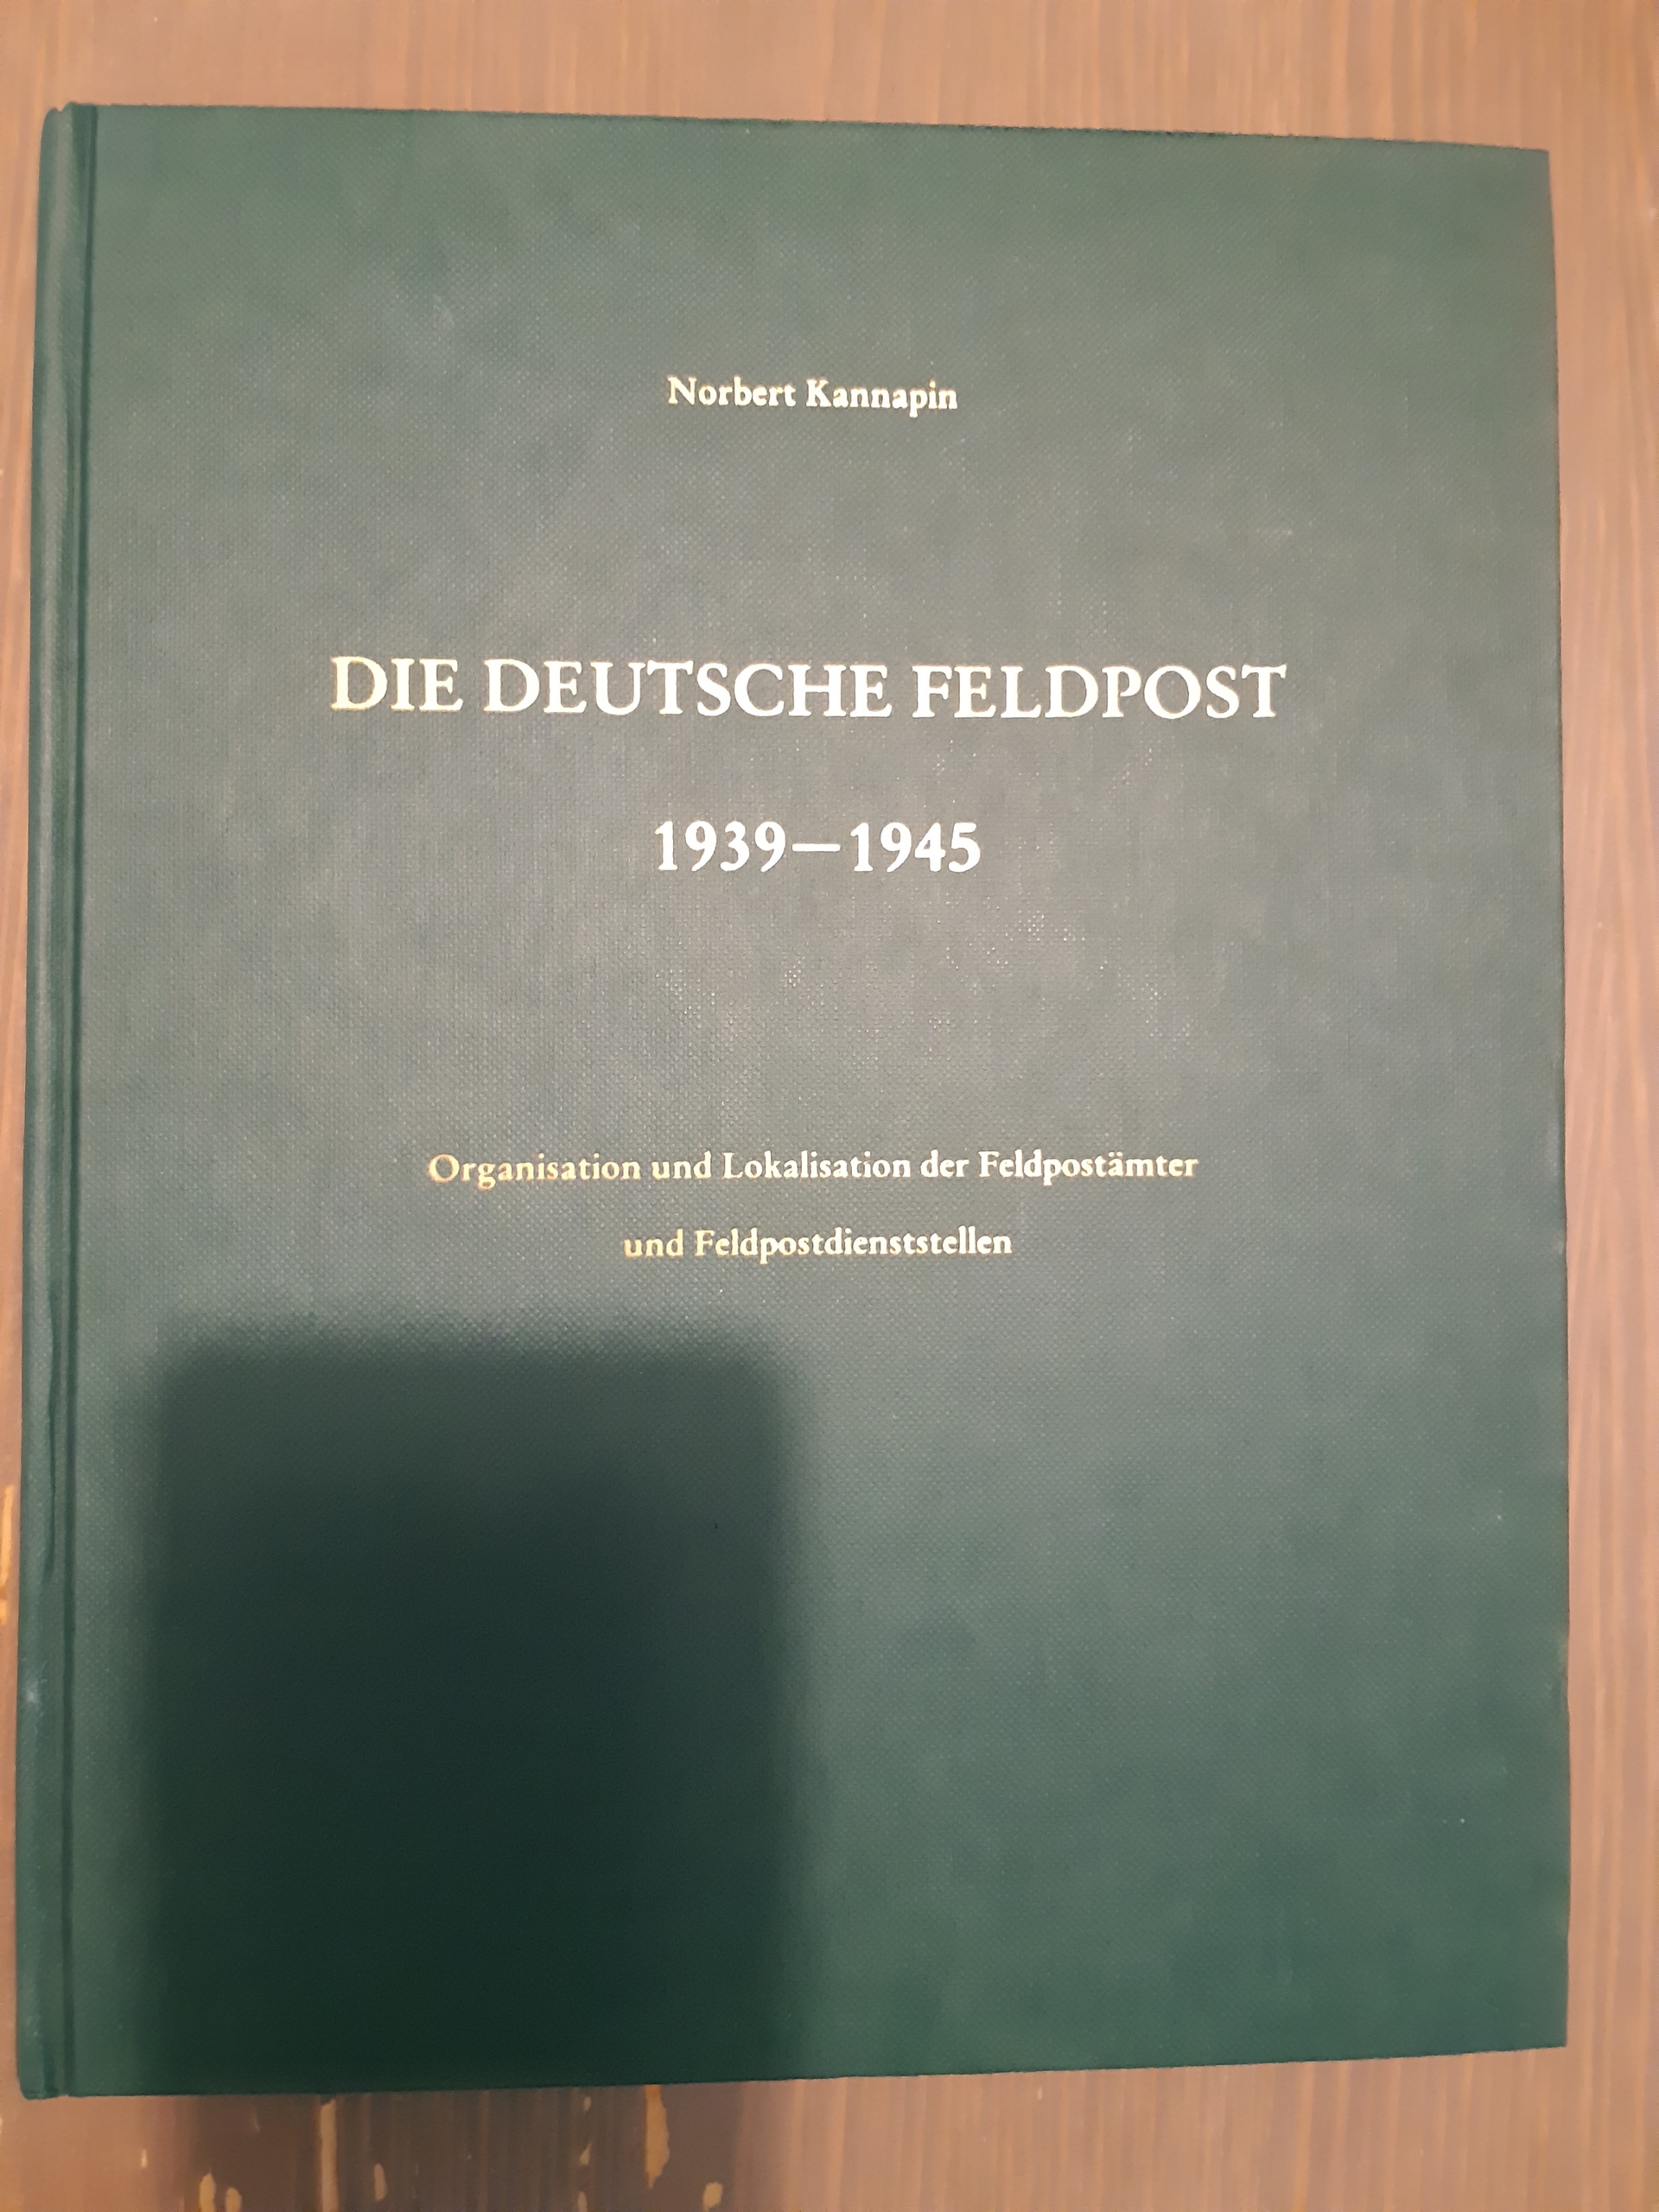 Norbert Kannapin
DIE DEUTSCHE FELDPOST
1939—1945
Organisation und Lokalisation der Feldpostämter
und Feldpostdienststellen